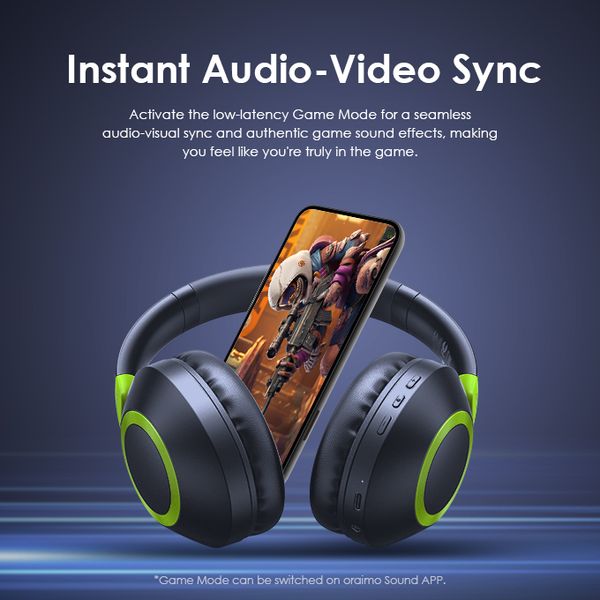 Instant Audio-Video Sync
Activate the low-latency Game Mode for a seamless
audio-visual sync and authentic game sound effects, making
you feel like you're truly in the game.
*Game Mode can be switched on oraimo Sound APP.